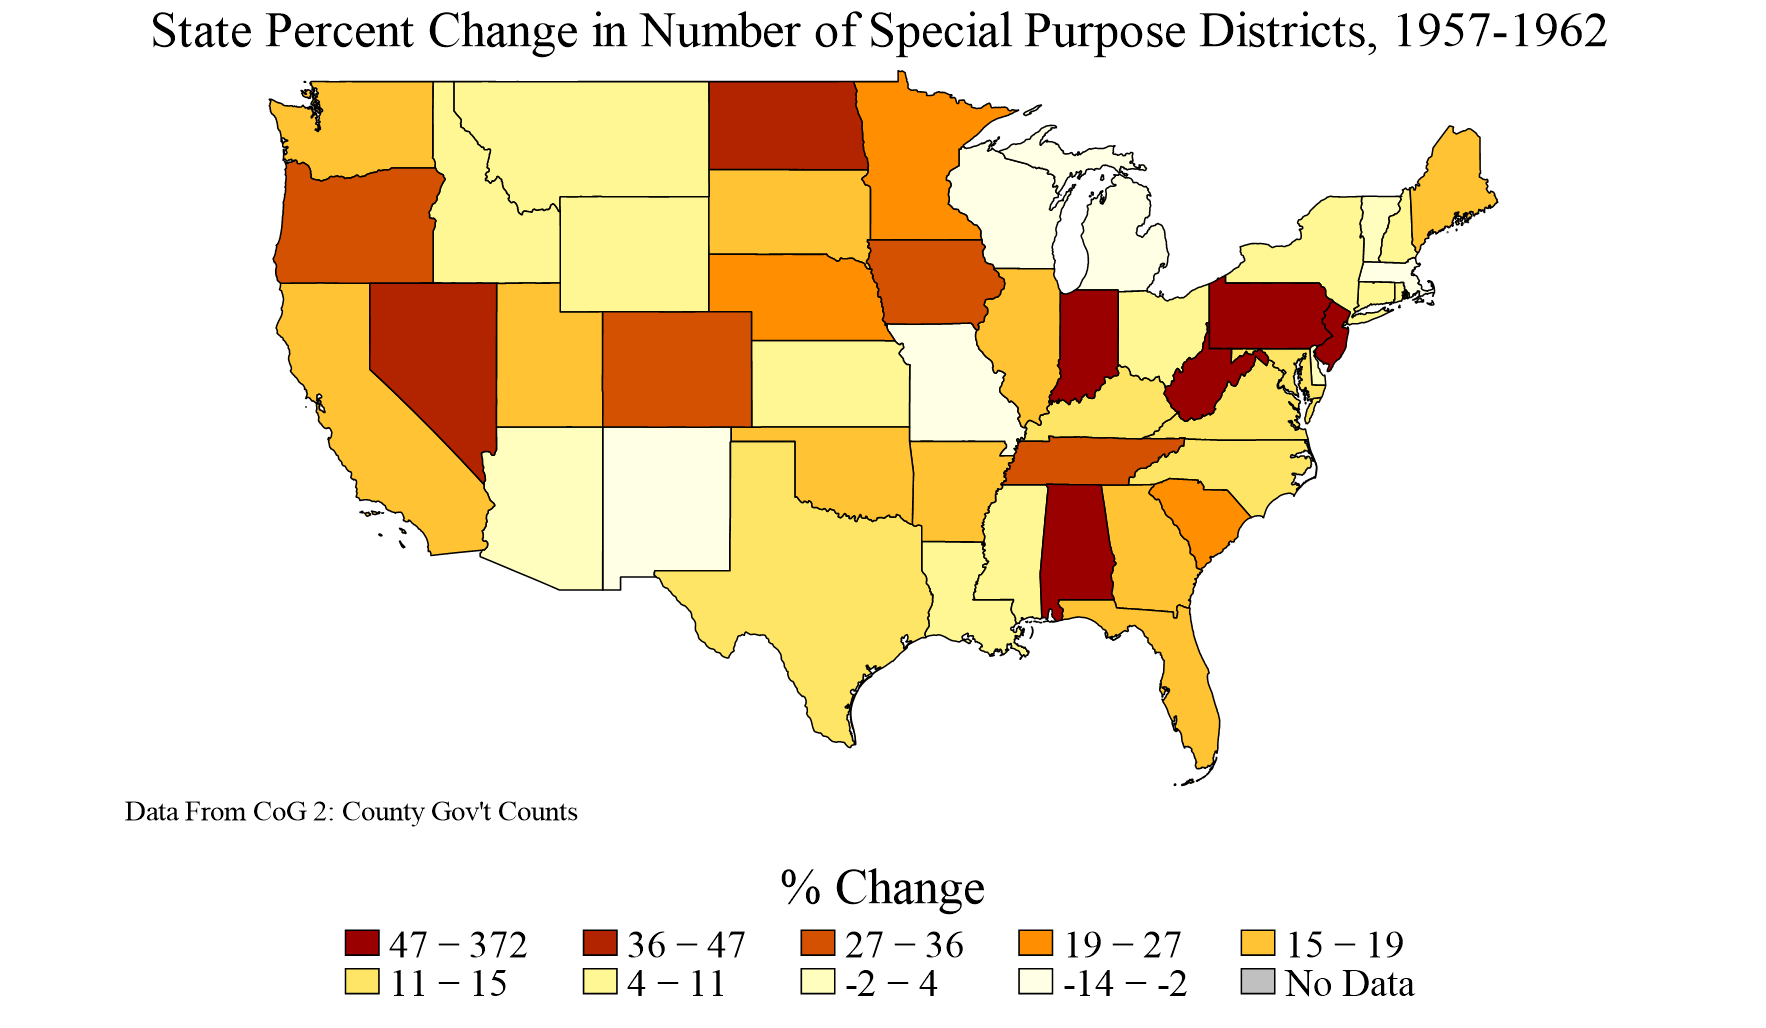 State Percent Change in Number of Special Purpose Districts, 1957-1962
Data From CoG 2: County Gov't Counts
% Change
47 – 372 36 – 47 27 – 36 19 – 27 15 – 19
11 – 15 4 – 11 -2 – 4 -14 – -2 No Data